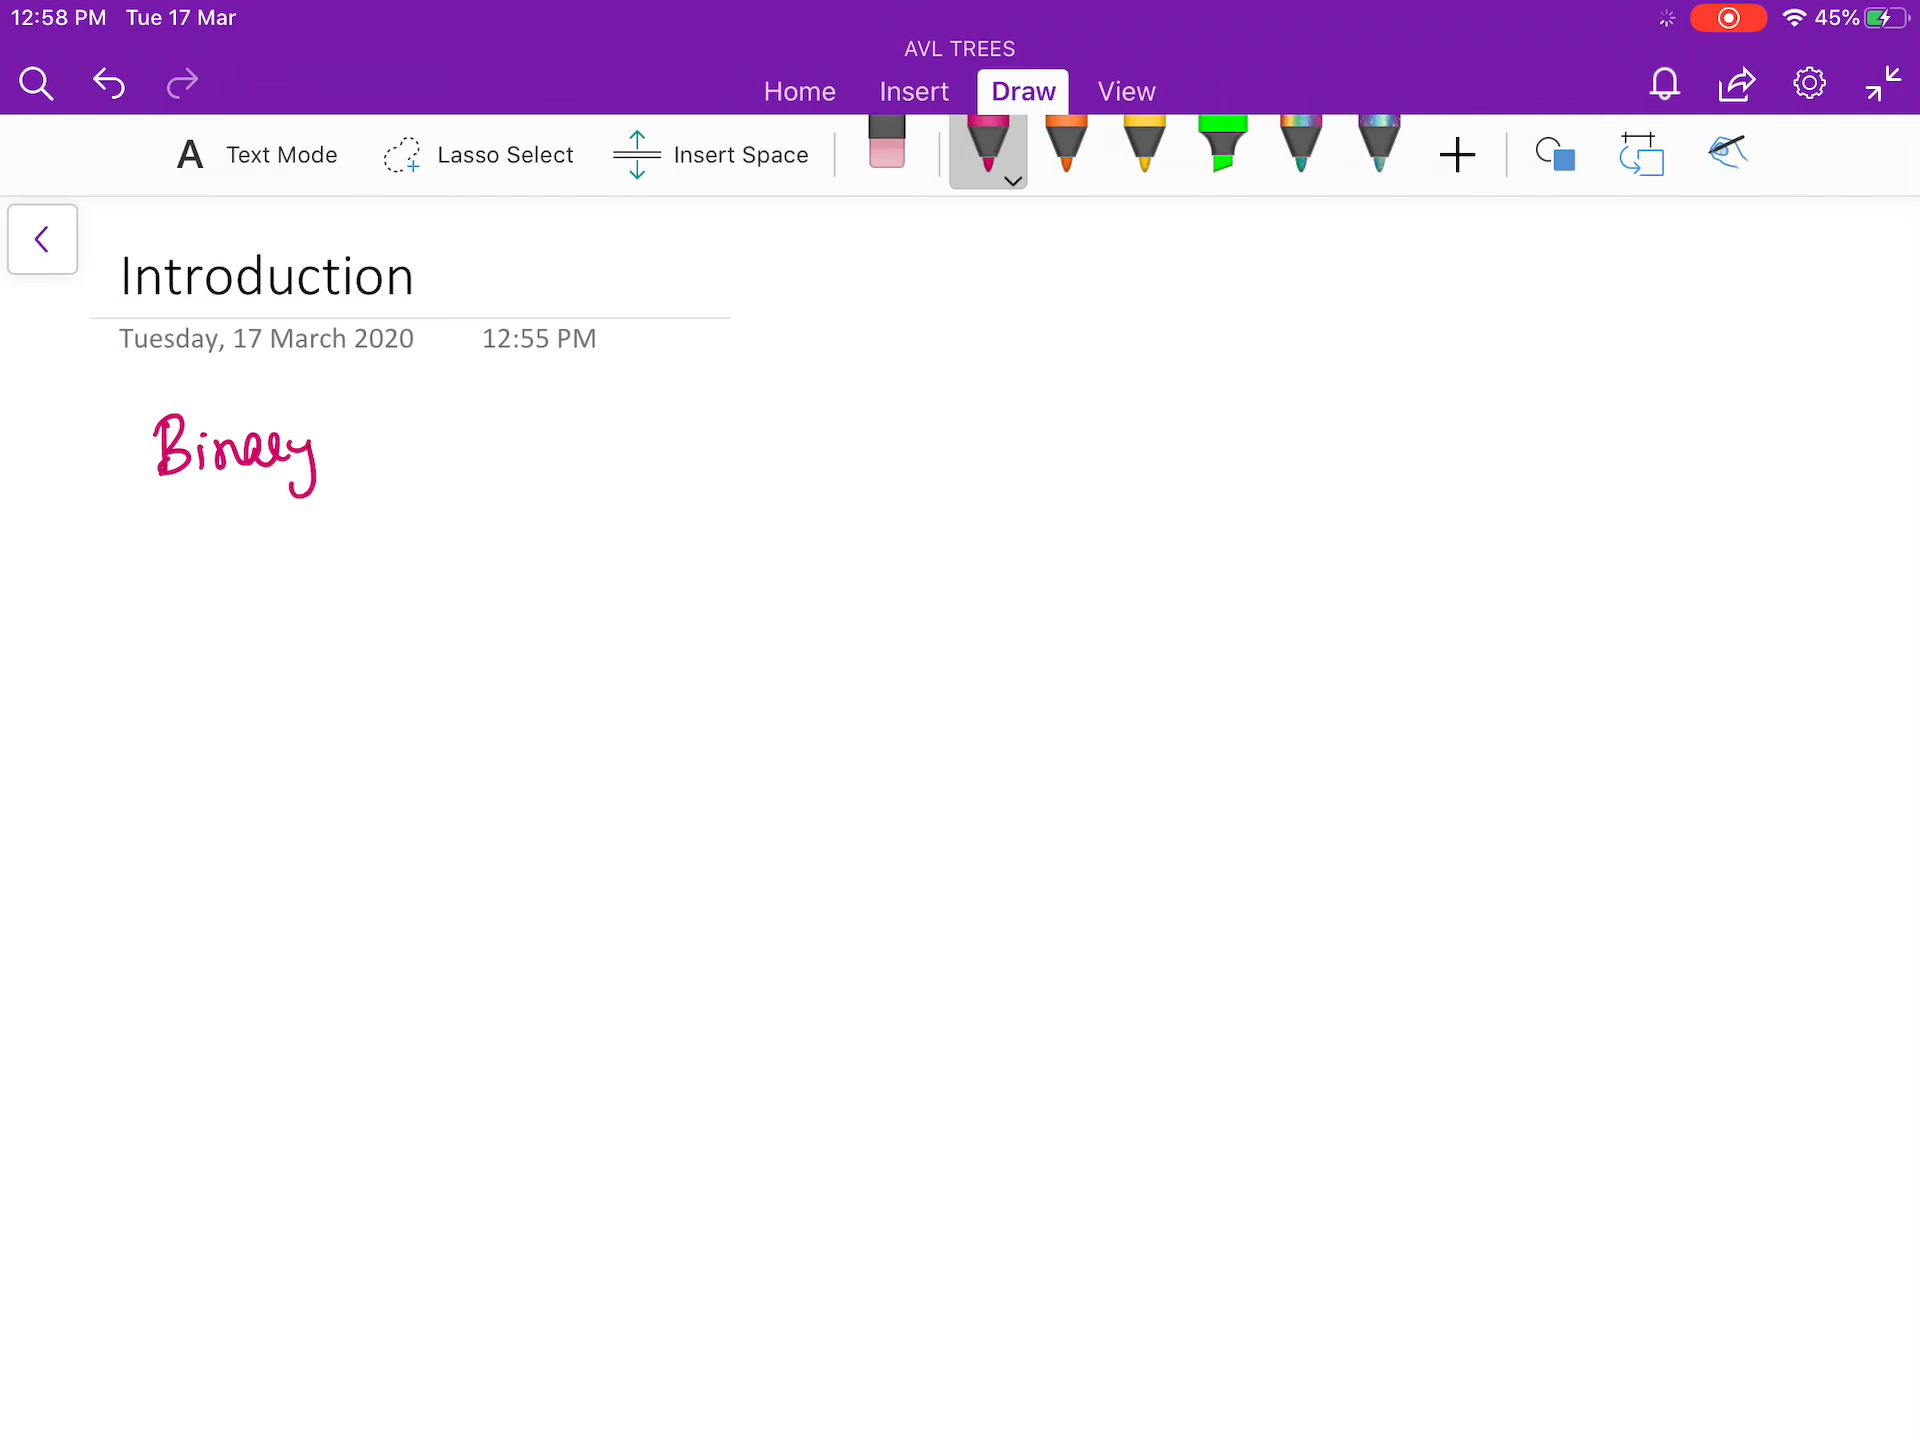 12:58 PM Tue 17 Mar 45%
AVL TREES
Home Insert Draw View
A Text Mode Lasso Select Insert Space
Introduction
Tuesday, 17 March 2020 12:55 PM
Binary